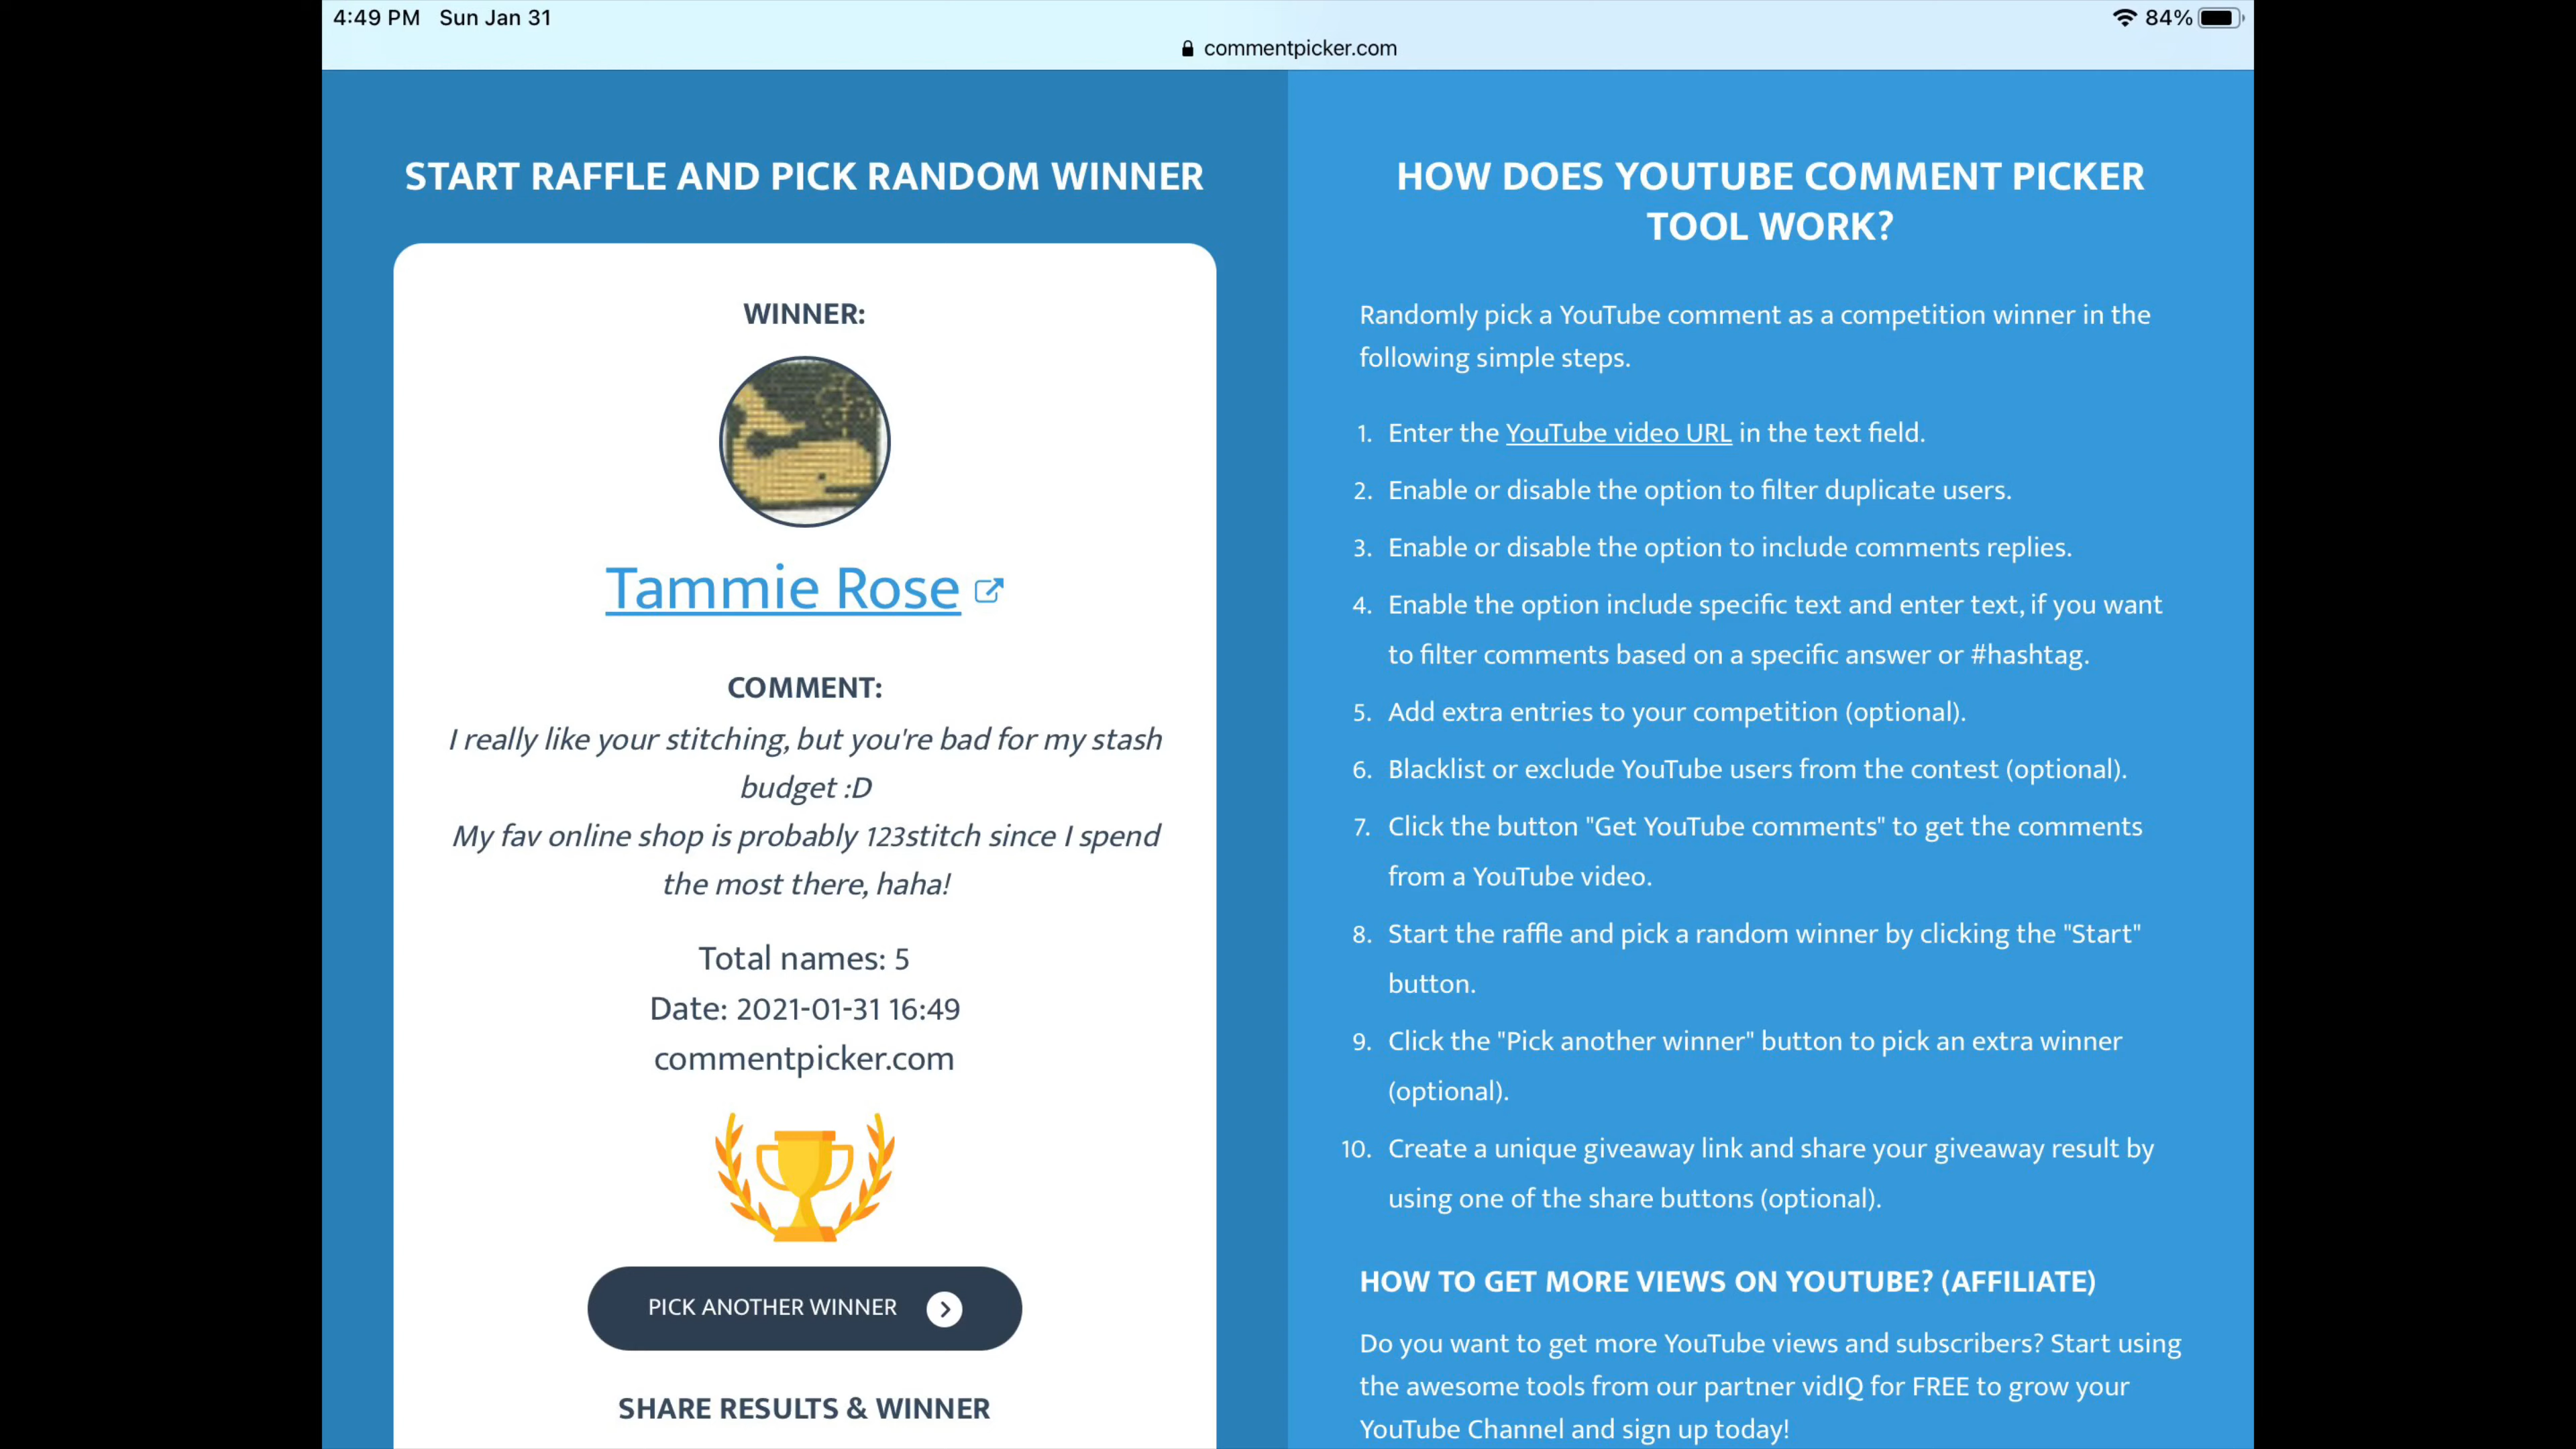 4:49 PM Sun Jan 31
84%
commentpicker.com
START RAFFLE AND PICK RANDOM WINNER
WINNER:
Tammie Rose
COMMENT:
I really like your stitching, but you're bad for my stash
budget :D
My fav online shop is probably 123stitch since I spend
the most there, haha!
Total names: 5
Date: 2021-01-31 16:49
commentpicker.com
PICK ANOTHER WINNER
SHARE RESULTS & WINNER
HOW DOES YOUTUBE COMMENT PICKER
TOOL WORK?
Randomly pick a YouTube comment as a competition winner in the
following simple steps.
1. Enter the YouTube video URL in the text field.
2. Enable or disable the option to filter duplicate users.
3. Enable or disable the option to include comments replies.
4. Enable the option include specific text and enter text, if you want
to filter comments based on a specific answer or #hashtag.
5. Add extra entries to your competition (optional).
6. Blacklist or exclude YouTube users from the contest (optional).
7. Click the button "Get YouTube comments" to get the comments
from a YouTube video.
8. Start the raffle and pick a random winner by clicking the "Start"
button.
9. Click the "Pick another winner" button to pick an extra winner
(optional).
10. Create a unique giveaway link and share your giveaway result by
using one of the share buttons (optional).
HOW TO GET MORE VIEWS ON YOUTUBE? (AFFILIATE)
Do you want to get more YouTube views and subscribers? Start using
the awesome tools from our partner vidIQ for FREE to grow your
YouTube Channel and sign up today!